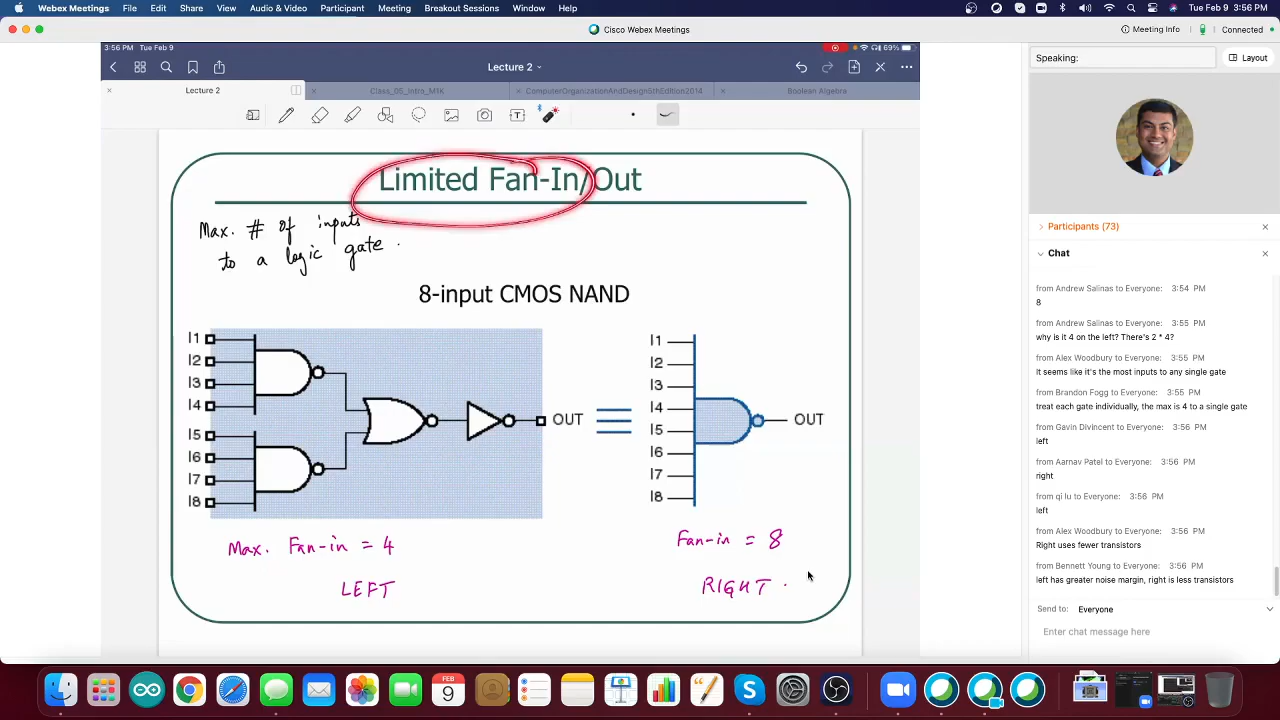 Webex Meetings File Edit Share View Audio & Video Participant Meeting Breakout Sessions Window Help Tue Feb 9 3:56 PM
Cisco Webex Meetings
Meeting Info Connected
3:56 PM Tue Feb 9
69%
Lecture 2
Lecture 2
Class_05_Intra_M1K
ComputerOrganizationAndDesign5thEdition2014
Boolean Algebra
Limited Fan-In/Out
Max. # of inputs
to a logic gate.
8-input CMOS NAND
I1
I2
I3
I4
I5
I6
I7
I8
OUT
I1
I2
I3
I4
I5
I6
I7
I8
OUT
Max. Fan-in = 4
LEFT
Fan-in = 8
RIGHT.
Speaking:
Layout
Participants (73)
Chat
from Andrew Salinas to Everyone: 3:54 PM
8
from Andrew Salinas to Everyone: 3:55 PM
why is it 4 on the left? There's 2 * 4?
from Alex Woodbury to Everyone: 3:55 PM
It seems like it's the most inputs to any single gate
from Brandon Fogg to Everyone: 3:55 PM
treat each gate individually, the max is 4 to a single gate
from Gavin Divincent to Everyone: 3:56 PM
left
from Aarnav Patel to Everyone: 3:56 PM
right
from qi lu to Everyone: 3:56 PM
left
from Alex Woodbury to Everyone: 3:56 PM
Right uses fewer transistors
from Bennett Young to Everyone: 3:56 PM
left has greater noise margin, right is less transistors
Send to: Everyone
Enter chat message here
FEB
9